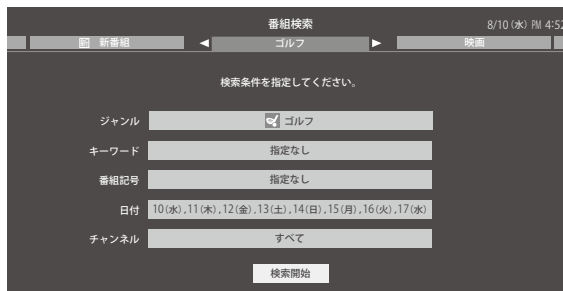 番組検索 8/10(水) PM 4:52
新 新番組 ◀ ゴルフ ▶ 映画
検索条件を指定してください。
ジャンル ゴルフ
キーワード 指定なし
番組記号 指定なし
日付 10(水),11(木),12(金),13(土),14(日),15(月),16(火),17(水)
チャンネル すべて
検索開始